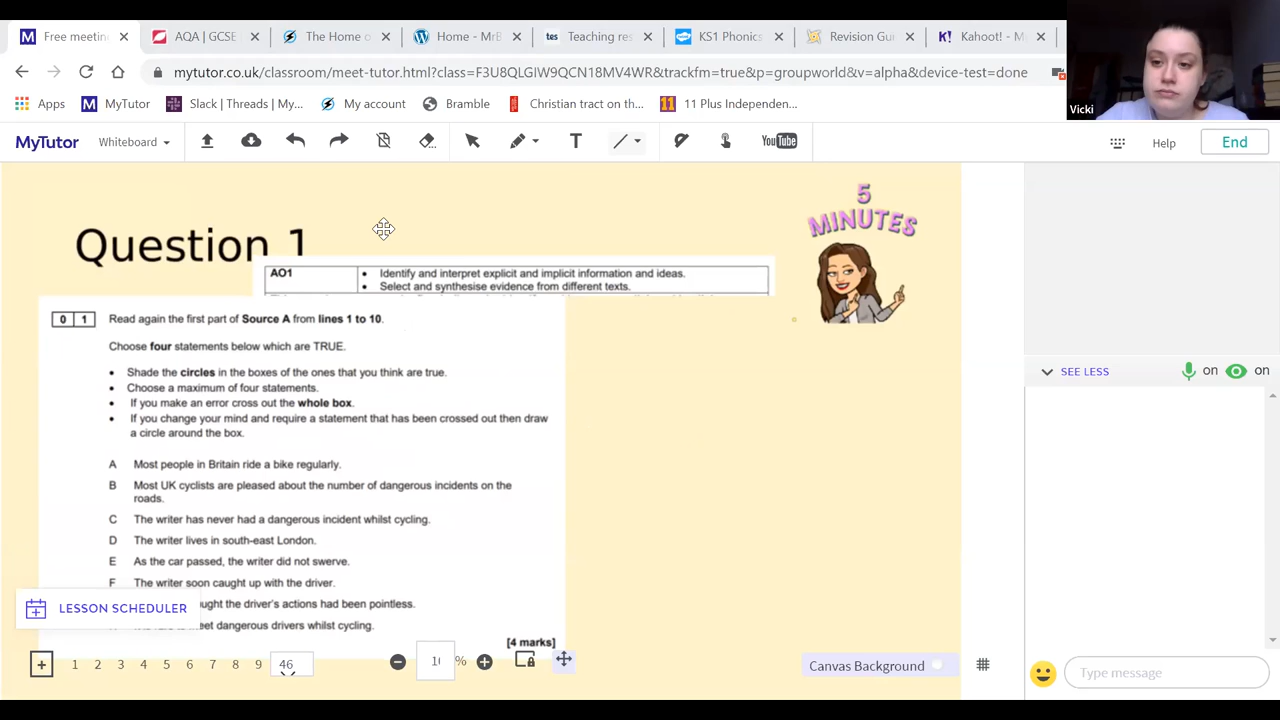 Free meetin
AQA | GCSE
The Home o
Home - MrB
Teaching res
KS1 Phonics
Revision Gu
Kahoot! - My
mytutor.co.uk/classroom/meet-tutor.html?class=F3U8QLGIW9QCN18MV4WR&trackfm=true&p=groupworld&v=alpha&device-test=done
Apps MyTutor Slack | Threads | My... My account Bramble Christian tract on th... 11 Plus Independen...
Vicki
MyTutor Whiteboard T YouTube Help End
5
MINUTES
Question 1
AO1 • Identify and interpret explicit and implicit information and ideas.
• Select and synthesise evidence from different texts.
0 1 Read again the first part of Source A from lines 1 to 10.
Choose four statements below which are TRUE.
• Shade the circles in the boxes of the ones that you think are true.
• Choose a maximum of four statements.
• If you make an error cross out the whole box.
• If you change your mind and require a statement that has been crossed out then draw
a circle around the box.
A Most people in Britain ride a bike regularly.
B Most UK cyclists are pleased about the number of dangerous incidents on the
roads.
C The writer has never had a dangerous incident whilst cycling.
D The writer lives in south-east London.
E As the car passed, the writer did not swerve.
F The writer soon caught up with the driver.
LESSON SCHEDULER
the driver's actions had been pointless.
dangerous drivers whilst cycling.
[4 marks]
+ 1 2 3 4 5 6 7 8 9 46
%
Canvas Background
SEE LESS on on
Type message